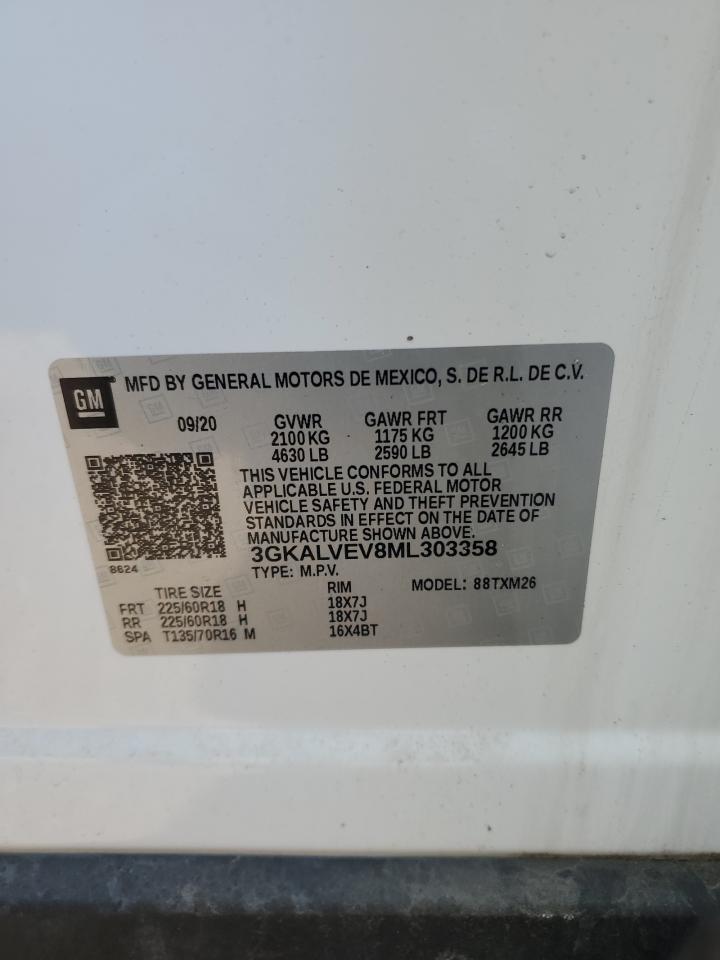 GM MFD BY GENERAL MOTORS DE MEXICO, S. DE R.L. DE C.V.
09/20 GVWR GAWR FRT GAWR RR
2100 KG 1175 KG 1200 KG
4630 LB 2590 LB 2645 LB
THIS VEHICLE CONFORMS TO ALL
APPLICABLE U.S. FEDERAL MOTOR
VEHICLE SAFETY AND THEFT PREVENTION
STANDARDS IN EFFECT ON THE DATE OF
MANUFACTURE SHOWN ABOVE.
8624 3GKALVEV8ML303358
TYPE: M.P.V. MODEL: 88TXM26
TIRE SIZE RIM
FRT 225/60R18 H 18X7J
RR 225/60R18 H 18X7J
SPA T135/70R16 M 16X4BT